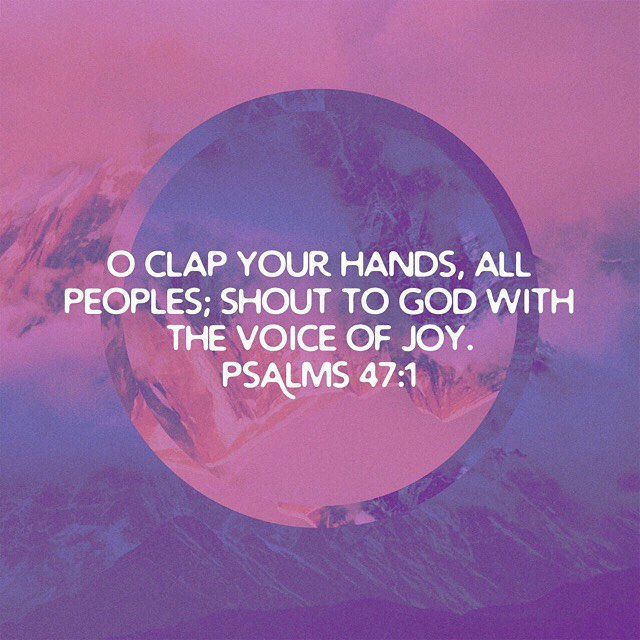 O CLAP YOUR HANDS, ALL
PEOPLES; SHOUT TO GOD WITH
THE VOICE OF JOY.
PSALMS 47:1